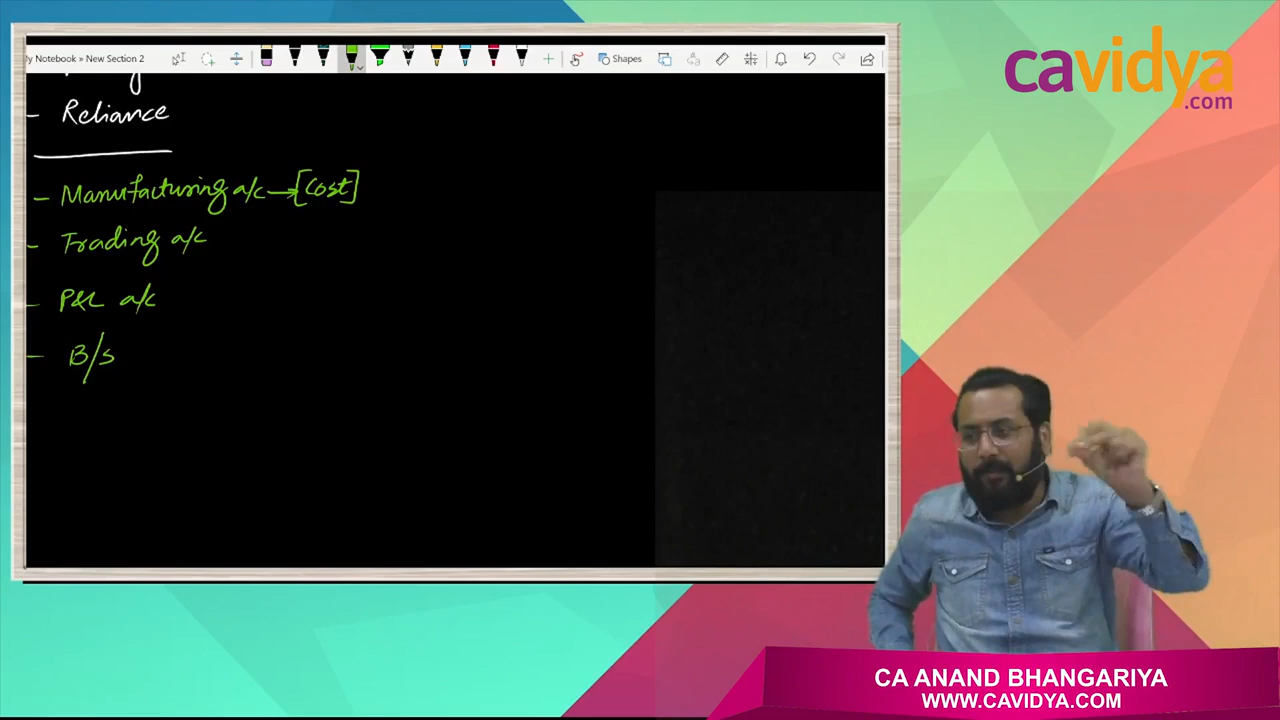 y Notebook » New Section 2
Shapes
cavidya
.com
- Reliance
- Manufacturing a/c → [Cost]
- Trading a/c
- P&L a/c
- B/s
CA ANAND BHANGARIYA
WWW.CAVIDYA.COM